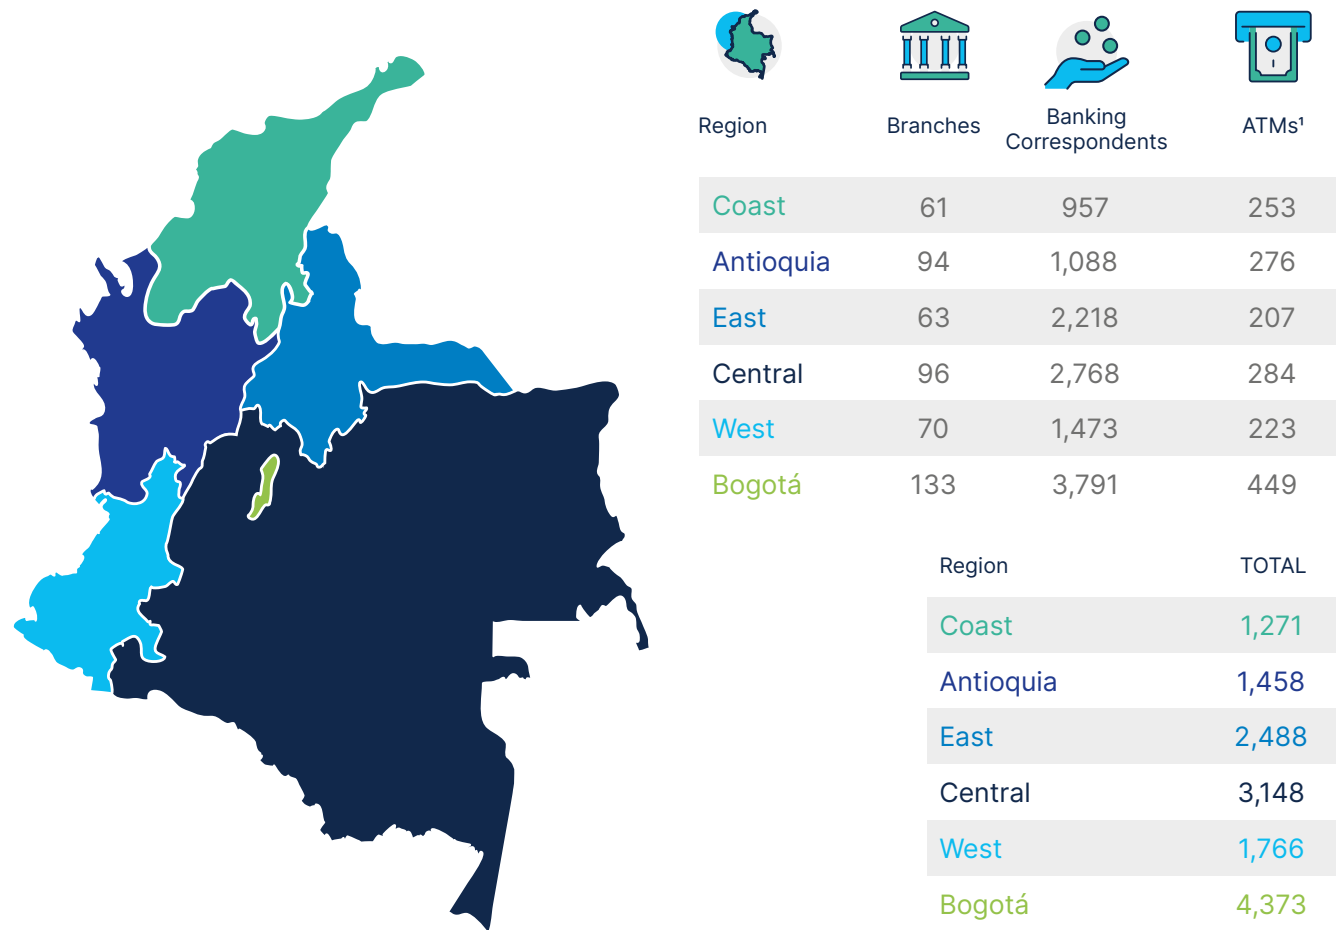 Region Branches Banking Correspondents ATMs¹
Coast 61 957 253
Antioquia 94 1,088 276
East 63 2,218 207
Central 96 2,768 284
West 70 1,473 223
Bogotá 133 3,791 449
Region TOTAL
Coast 1,271
Antioquia 1,458
East 2,488
Central 3,148
West 1,766
Bogotá 4,373